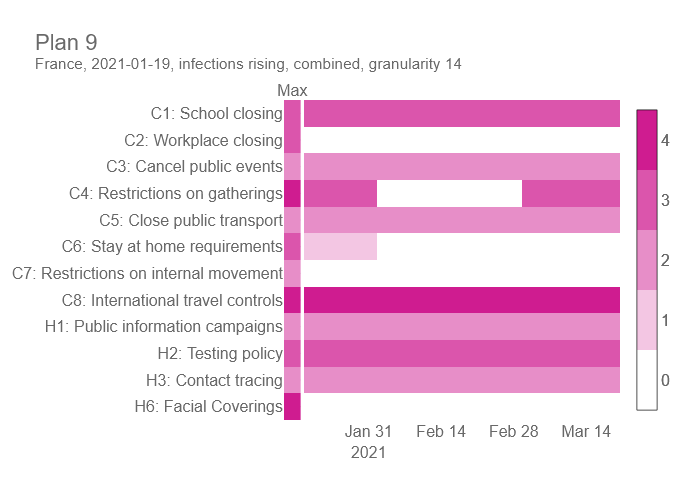 Plan 9
France, 2021-01-19, infections rising, combined, granularity 14
Max
C1: School closing
C2: Workplace closing
C3: Cancel public events
C4: Restrictions on gatherings
C5: Close public transport
C6: Stay at home requirements
C7: Restrictions on internal movement
C8: International travel controls
H1: Public information campaigns
H2: Testing policy
H3: Contact tracing
H6: Facial Coverings
4
3
2
1
0
Jan 31 Feb 14 Feb 28 Mar 14
2021